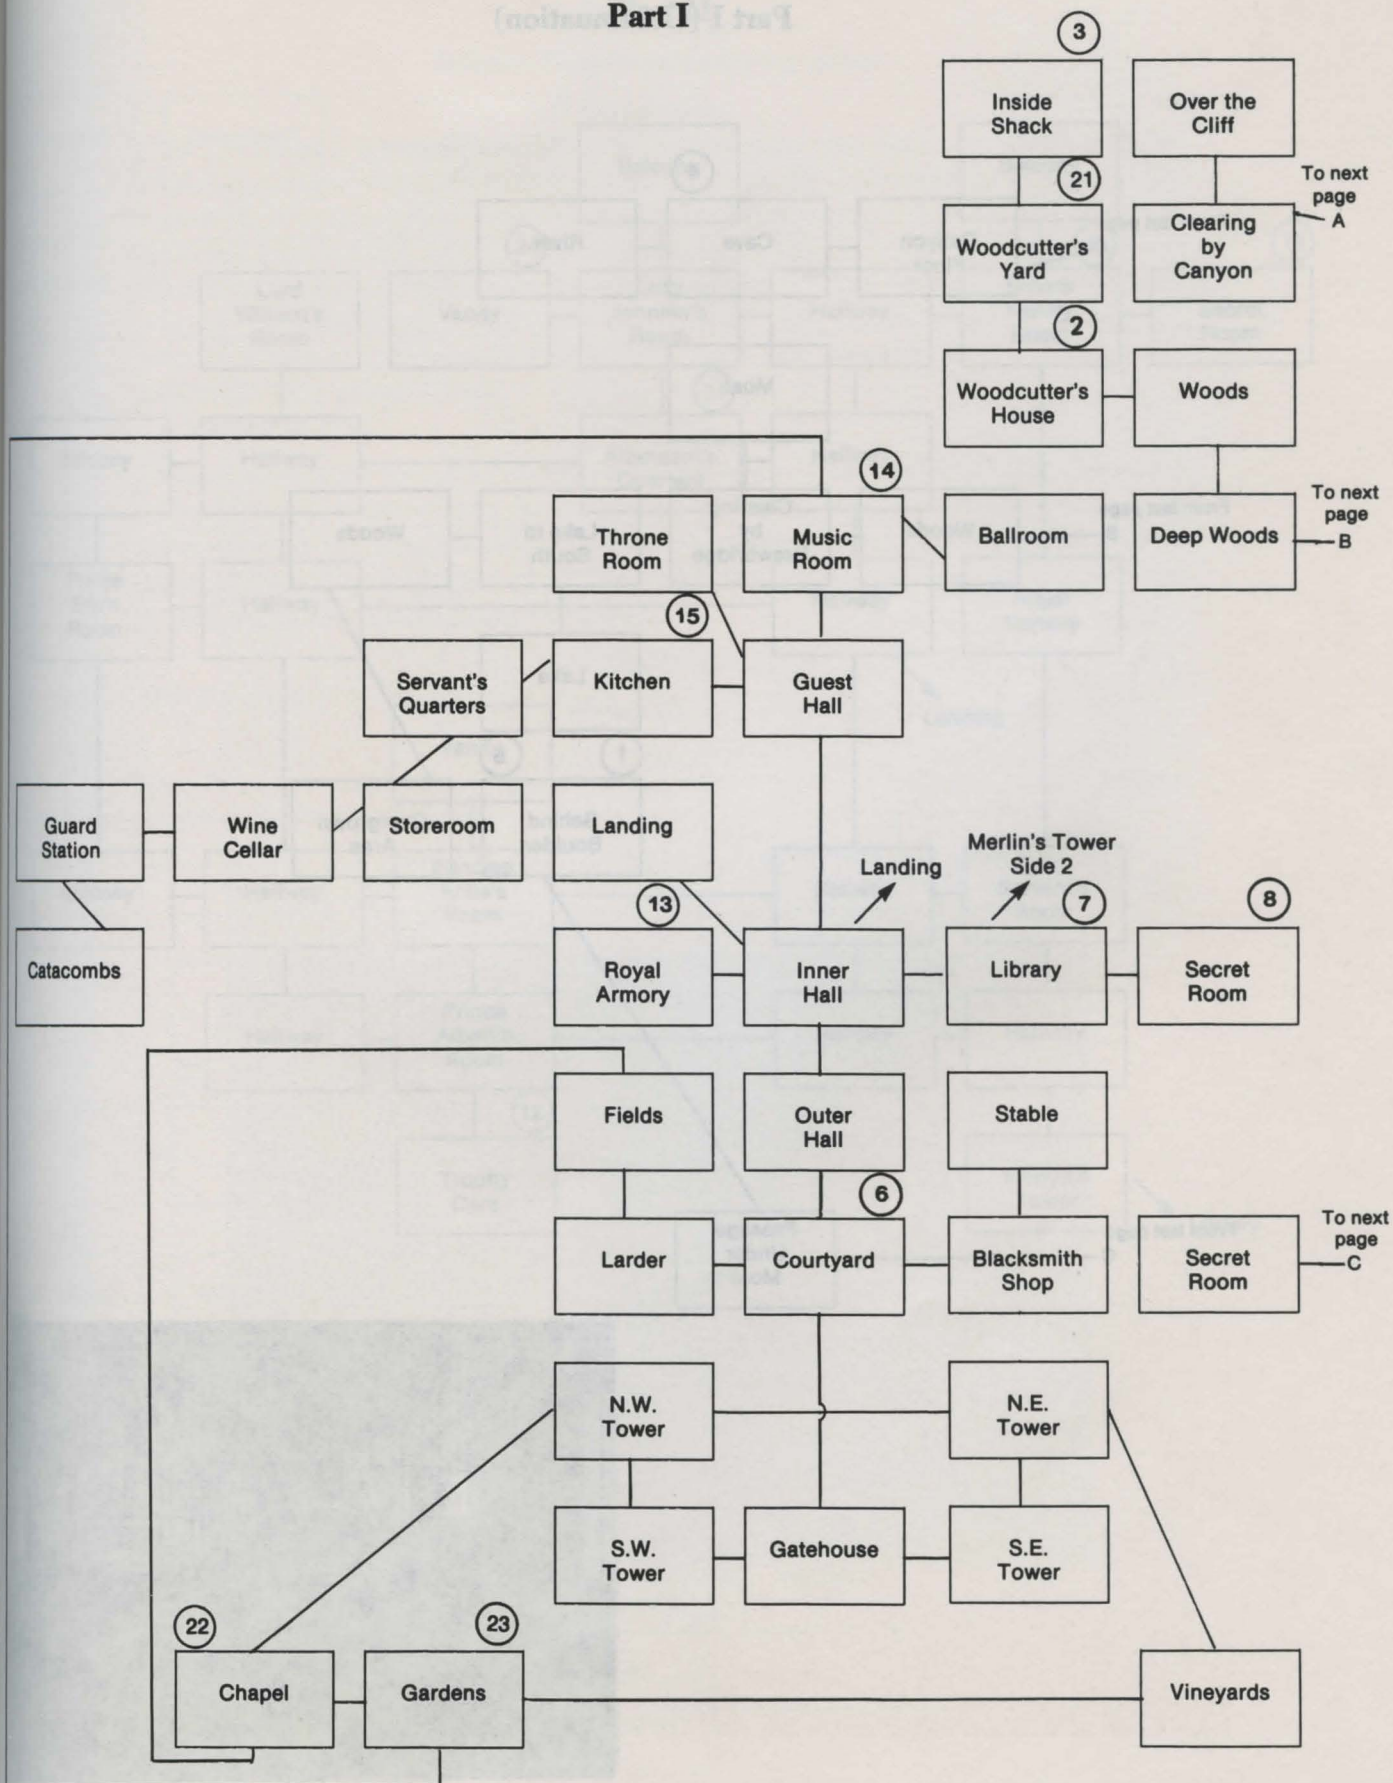 Part I
3
Inside
Shack
Over the
Cliff
21
To next
page
A
Woodcutter's
Yard
Clearing
by
Canyon
2
Woodcutter's
House
Woods
14
To next
page
B
Throne
Room
Music
Room
Ballroom
Deep Woods
15
Servant's
Quarters
Kitchen
Guest
Hall
Guard
Station
Wine
Cellar
Storeroom
Landing
Landing
Merlin's Tower
Side 2
13
7
8
Catacombs
Royal
Armory
Inner
Hall
Library
Secret
Room
Fields
Outer
Hall
Stable
6
To next
page
C
Larder
Courtyard
Blacksmith
Shop
Secret
Room
N.W.
Tower
N.E.
Tower
S.W.
Tower
Gatehouse
S.E.
Tower
22
23
Chapel
Gardens
Vineyards